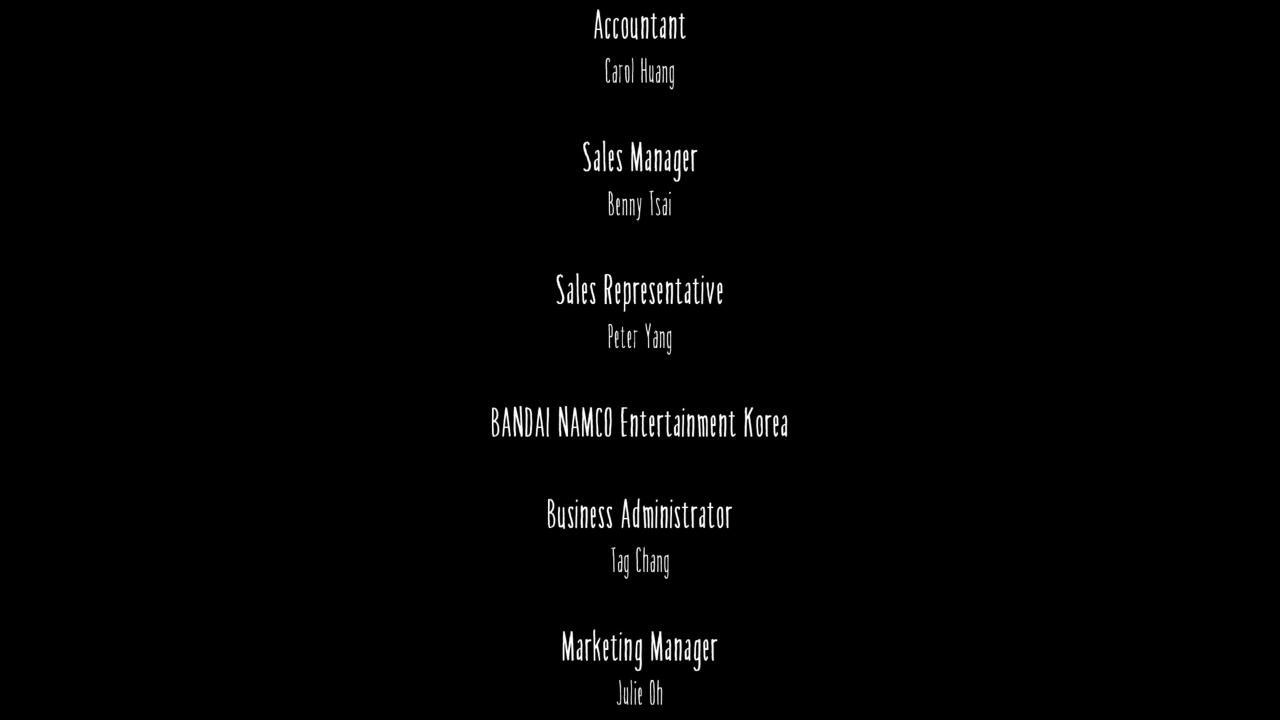 Accountant
Carol Huang
Sales Manager
Benny Tsai
Sales Representative
Peter Yang
BANDAI NAMCO Entertainment Korea
Business Administrator
Tag Chang
Marketing Manager
Julie Oh